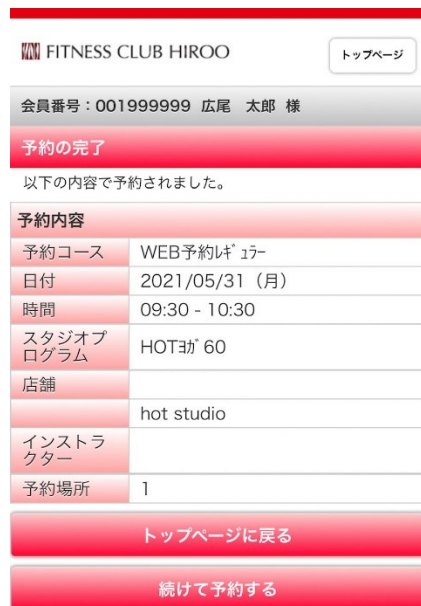 FITNESS CLUB HIROO
トップページ
会員番号：001999999 広尾 太郎 様
予約の完了
以下の内容で予約されました。
予約内容
予約コース WEB予約ﾚｷﾞｭﾗｰ
日付 2021/05/31（月）
時間 09:30 - 10:30
スタジオプ
ログラム HOTﾖｶﾞ60
店舗
hot studio
インストラ
クター
予約場所 1
トップページに戻る
続けて予約する